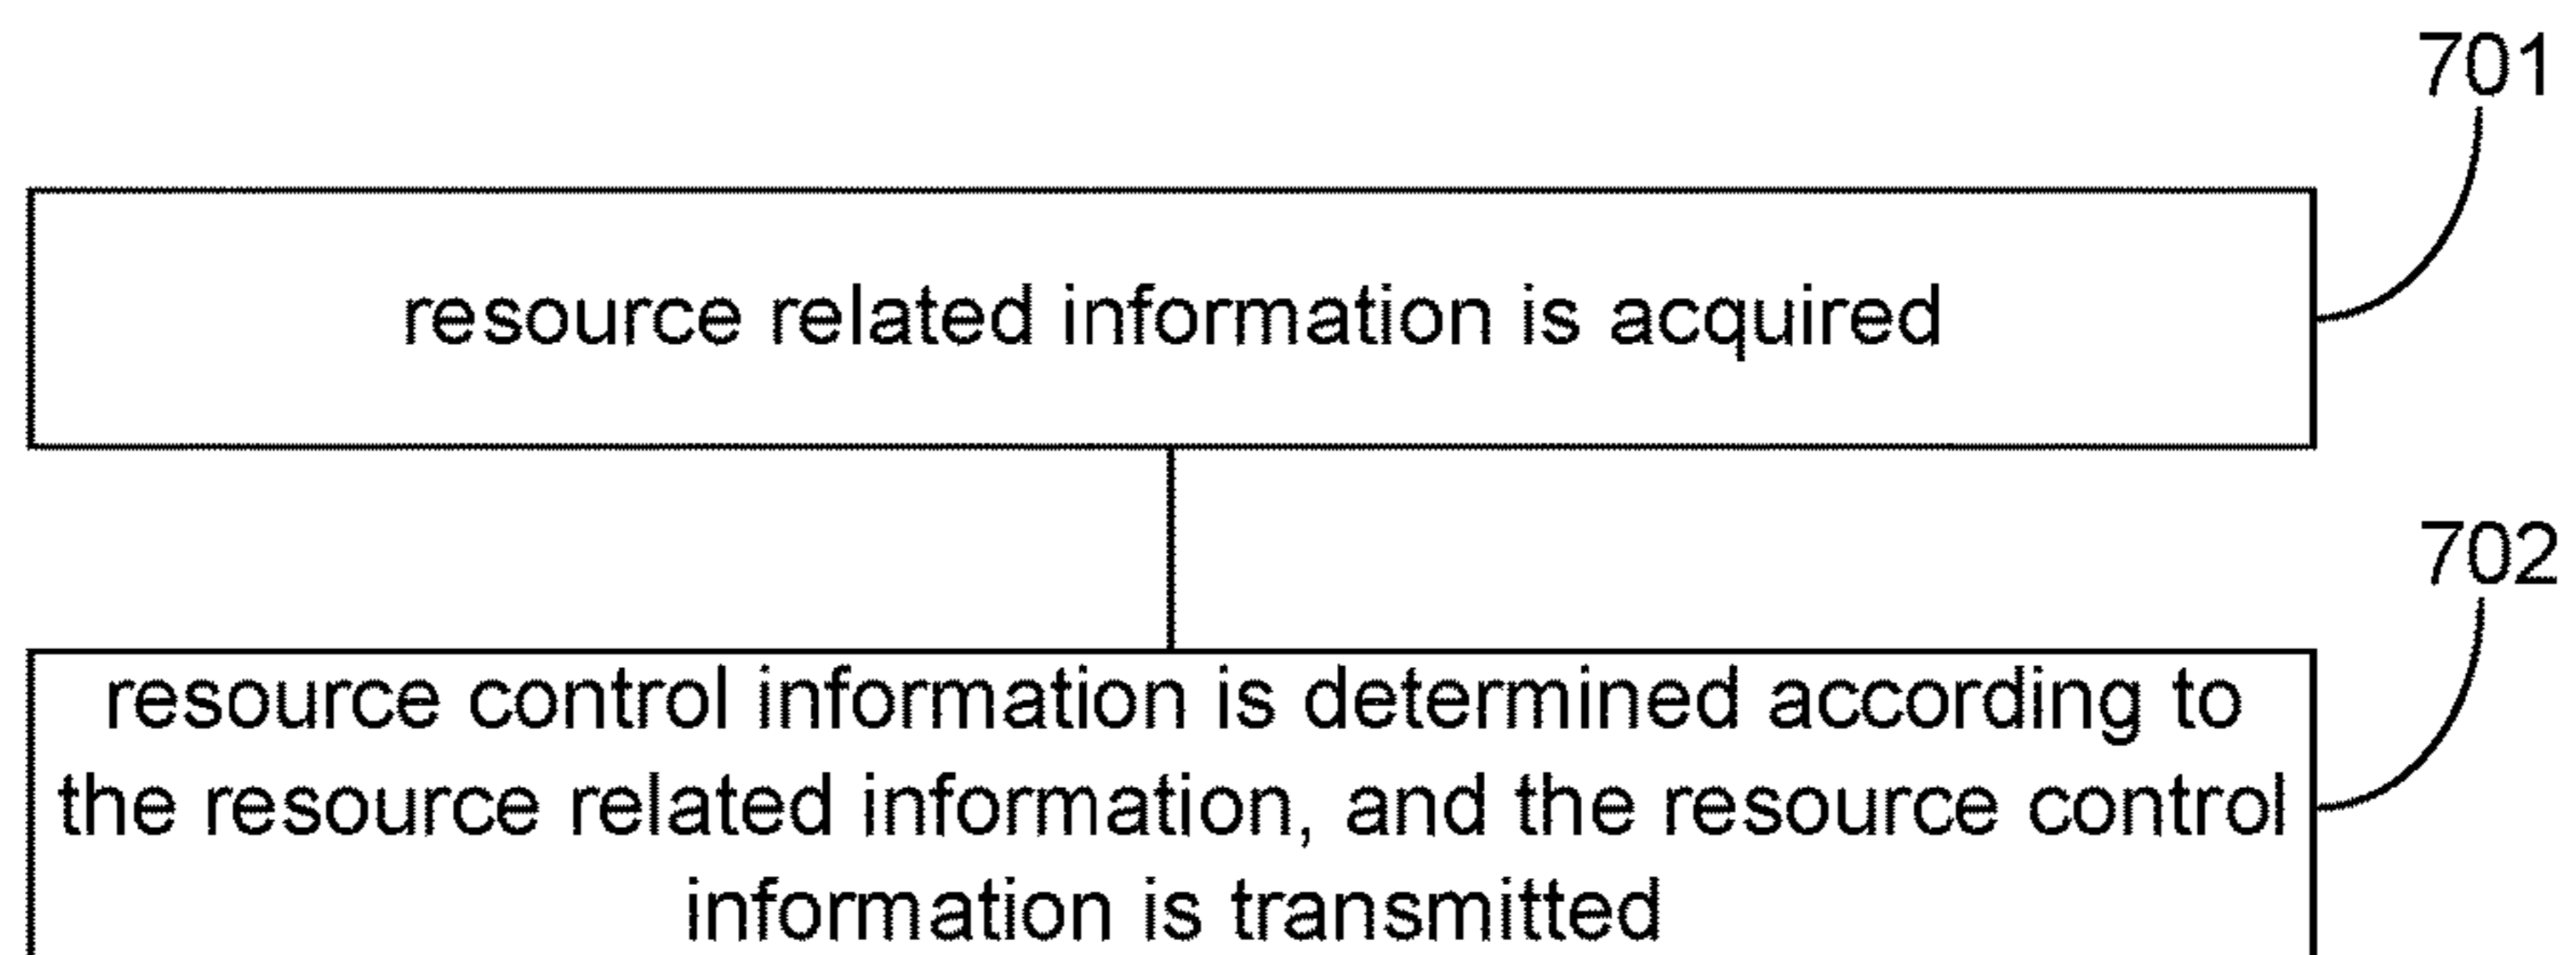 701
resource related information is acquired
702
resource control information is determined according to
the resource related information, and the resource control
information is transmitted